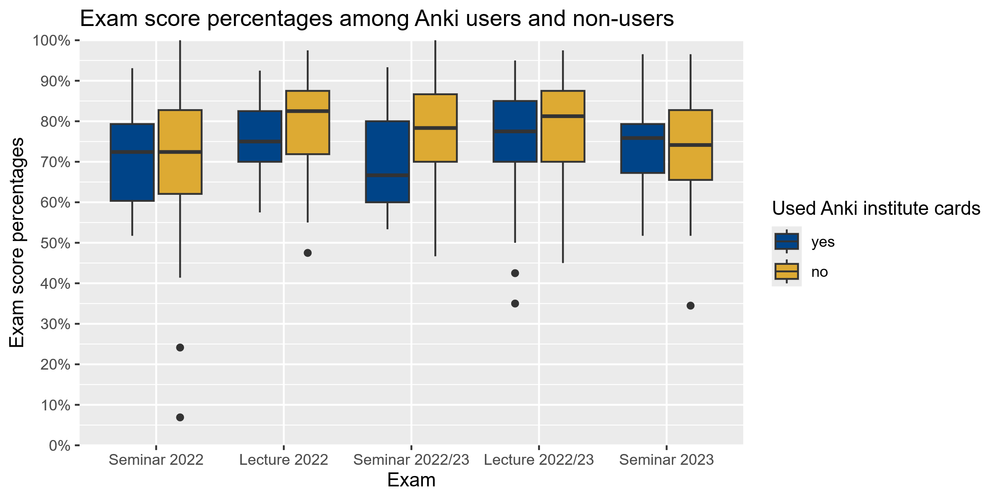 Exam score percentages among Anki users and non-users
Exam score percentages
100%
90%
80%
70%
60%
50%
40%
30%
20%
10%
0%
Seminar 2022
Lecture 2022
Seminar 2022/23
Lecture 2022/23
Seminar 2023
Exam
Used Anki institute cards
yes
no